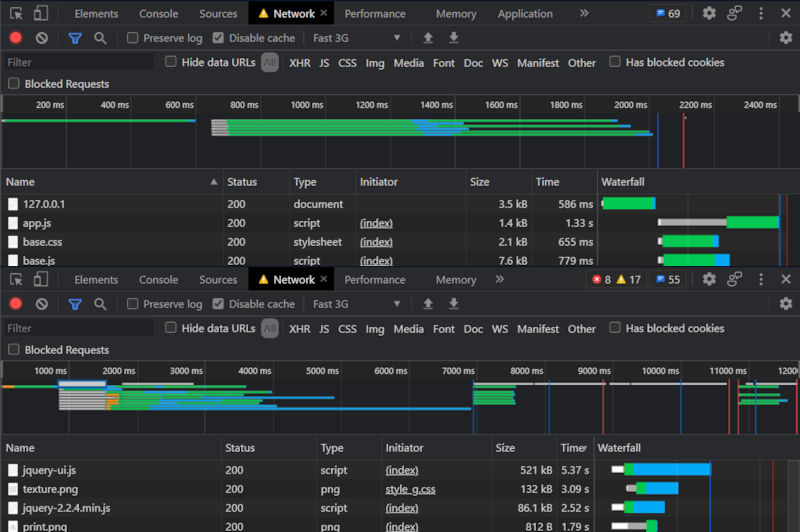 Elements Console Sources Network Performance Memory Application 69
Preserve log Disable cache Fast 3G
Filter Hide data URLs All XHR JS CSS Img Media Font Doc WS Manifest Other Has blocked cookies
Blocked Requests
200 ms 400 ms 600 ms 800 ms 1000 ms 1200 ms 1400 ms 1600 ms 1800 ms 2000 ms 2200 ms 2400 ms
Name Status Type Initiator Size Time Waterfall
127.0.0.1 200 document 3.5 kB 586 ms
app.js 200 script (index) 1.4 kB 1.33 s
base.css 200 stylesheet (index) 2.1 kB 655 ms
base.js 200 script (index) 7.6 kB 779 ms
Elements Console Sources Network Performance Memory 8 17 55
Preserve log Disable cache Fast 3G
Filter Hide data URLs All XHR JS CSS Img Media Font Doc WS Manifest Other Has blocked cookies
Blocked Requests
1000 ms 2000 ms 3000 ms 4000 ms 5000 ms 6000 ms 7000 ms 8000 ms 9000 ms 10000 ms 11000 ms 1200
Name Status Type Initiator Size Time Waterfall
jquery-ui.js 200 script (index) 521 kB 5.37 s
texture.png 200 png style_g.css 132 kB 3.09 s
jquery-2.2.4.min.js 200 script (index) 86.1 kB 2.52 s
print.png 200 png (index) 812 B 1.79 s